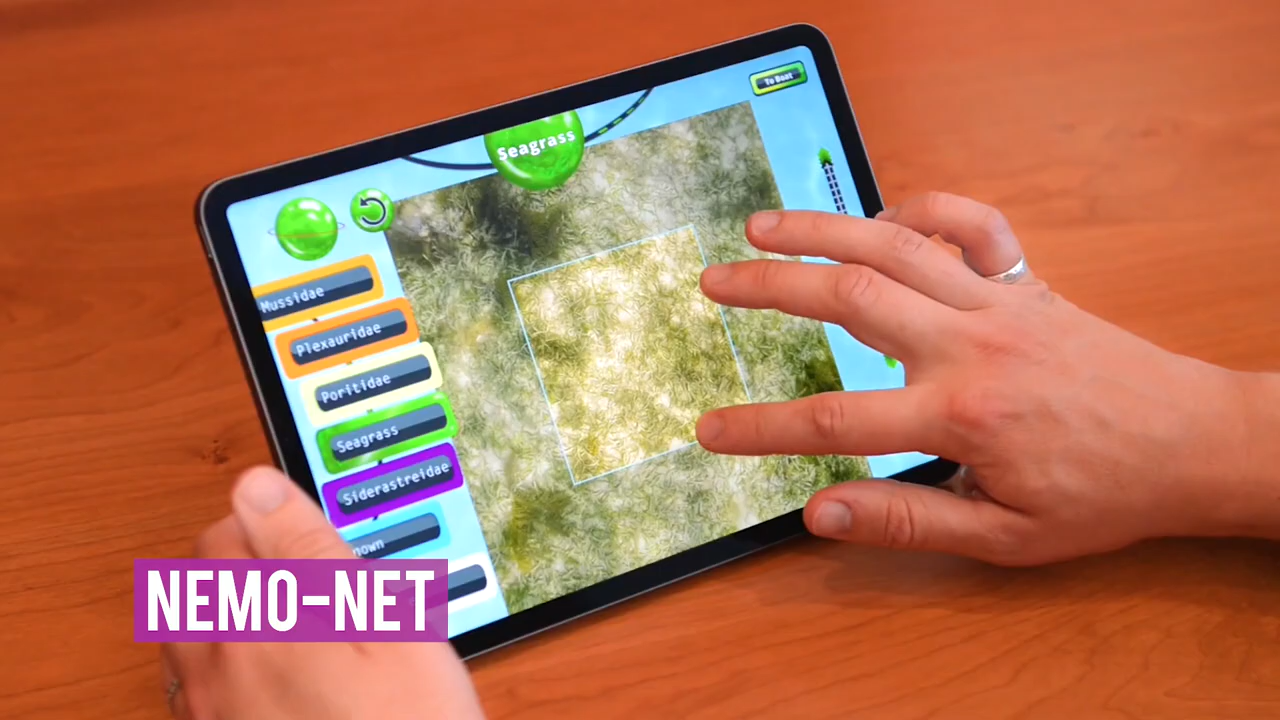 To Boat
Seagrass
Mussidae
Plexauridae
Poritidae
Seagrass
Siderastreidae
NEMO-NET